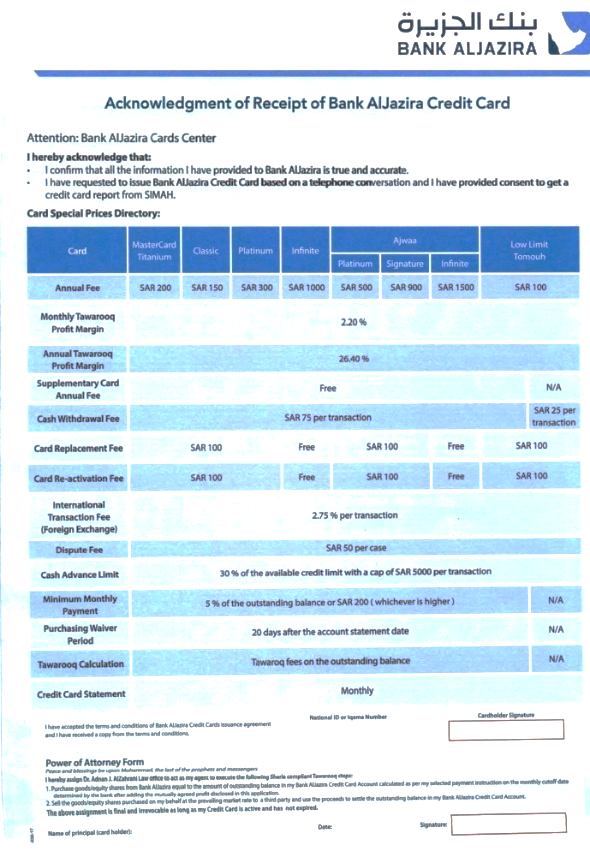 بنك الجزيرة
BANK ALJAZIRA
Acknowledgment of Receipt of Bank AlJazira Credit Card
Attention: Bank AlJazira Cards Center
I hereby acknowledge that:
• I confirm that all the information I have provided to Bank AlJazira is true and accurate.
• I have requested to issue Bank AlJazira Credit Card based on a telephone conversation and I have provided consent to get a
credit card report from SIMAH.
Card Special Prices Directory:
Card MasterCard Titanium Classic Platinum Infinite Ajwaa Low Limit Tomouh
Platinum Signature Infinite
Annual Fee SAR 200 SAR 150 SAR 300 SAR 1000 SAR 500 SAR 900 SAR 1500 SAR 100
Monthly Tawarooq
Profit Margin 2.20 %
Annual Tawarooq
Profit Margin 26.40 %
Supplementary Card
Annual Fee Free N/A
Cash Withdrawal Fee SAR 75 per transaction SAR 25 per
transaction
Card Replacement Fee SAR 100 Free SAR 100 Free SAR 100
Card Re-activation Fee SAR 100 Free SAR 100 Free SAR 100
International
Transaction Fee
(Foreign Exchange) 2.75 % per transaction
Dispute Fee SAR 50 per case
Cash Advance Limit 30 % of the available credit limit with a cap of SAR 5000 per transaction
Minimum Monthly
Payment 5 % of the outstanding balance or SAR 200 ( whichever is higher ) N/A
Purchasing Waiver
Period 20 days after the account statement date N/A
Tawarooq Calculation Tawaroq fees on the outstanding balance N/A
Credit Card Statement Monthly
I have accepted the terms and conditions of Bank AlJazira Credit Cards issuance agreement
and I have received a copy from the terms and conditions.
National ID or Iqama Number
Cardholder Signature
Power of Attorney Form
Peace and blessings be upon Mohammed, the last of the prophets and messengers
I hereby assign Dr. Adnan J. AlZahrani Law office to act as my agent to execute the following Sharia compliant Tawarooq steps:
1. Purchase goods/equity shares from Bank AlJazira equal to the amount of outstanding balance in my Bank AlJazira Credit Card Account calculated as per my selected payment instruction on the monthly cutoff date
determined by the bank after adding the mutually agreed profit disclosed in this application.
2. Sell the goods/equity shares purchased on my behalf at the prevailing market rate to a third party and use the proceeds to settle the outstanding balance in my Bank AlJazira Credit Card Account.
The above assignment is final and irrevocable as long as my Credit Card is active and has not expired.
Name of principal (card holder): Date: Signature: